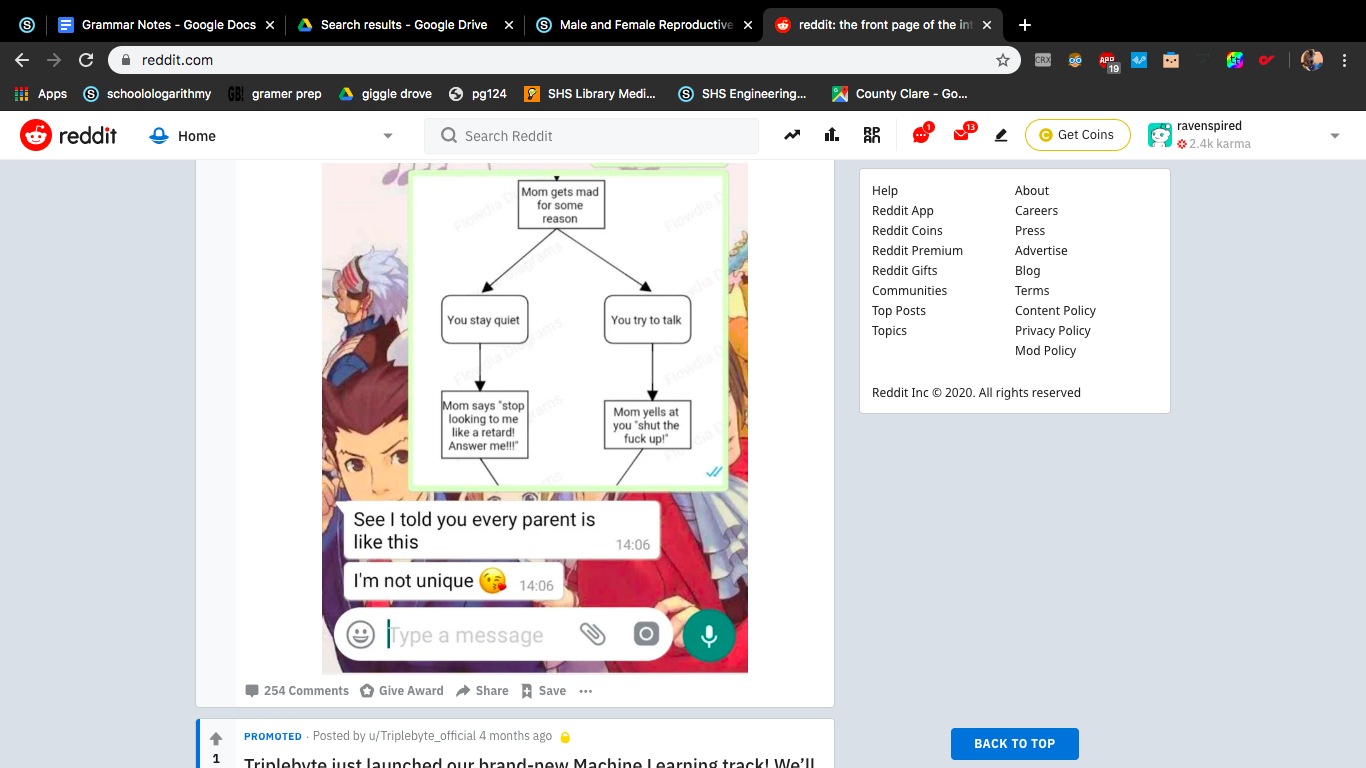 Grammar Notes - Google Docs
Search results - Google Drive
Male and Female Reproductive
reddit: the front page of the int
reddit.com
CRX
ABP
19
Apps
schoolologarithmy
GB!
gramer prep
giggle drove
pg124
SHS Library Medi...
SHS Engineering...
County Clare - Go...
reddit
Home
Search Reddit
RP
AN
1
13
Get Coins
ravenspired
2.4k karma
Mom gets mad
for some
reason
You stay quiet
You try to talk
Mom says "stop
looking to me
like a retard!
Answer me!!!"
Mom yells at
you "shut the
fuck up!"
Flowdia Diagrams
See I told you every parent is
like this
14:06
I'm not unique 😘 14:06
Type a message
254 Comments Give Award Share Save ...
PROMOTED · Posted by u/Triplebyte_official 4 months ago
1
Triplebyte just launched our brand-new Machine Learning track! We'll
Help
Reddit App
Reddit Coins
Reddit Premium
Reddit Gifts
Communities
Top Posts
Topics
About
Careers
Press
Advertise
Blog
Terms
Content Policy
Privacy Policy
Mod Policy
Reddit Inc © 2020. All rights reserved
BACK TO TOP